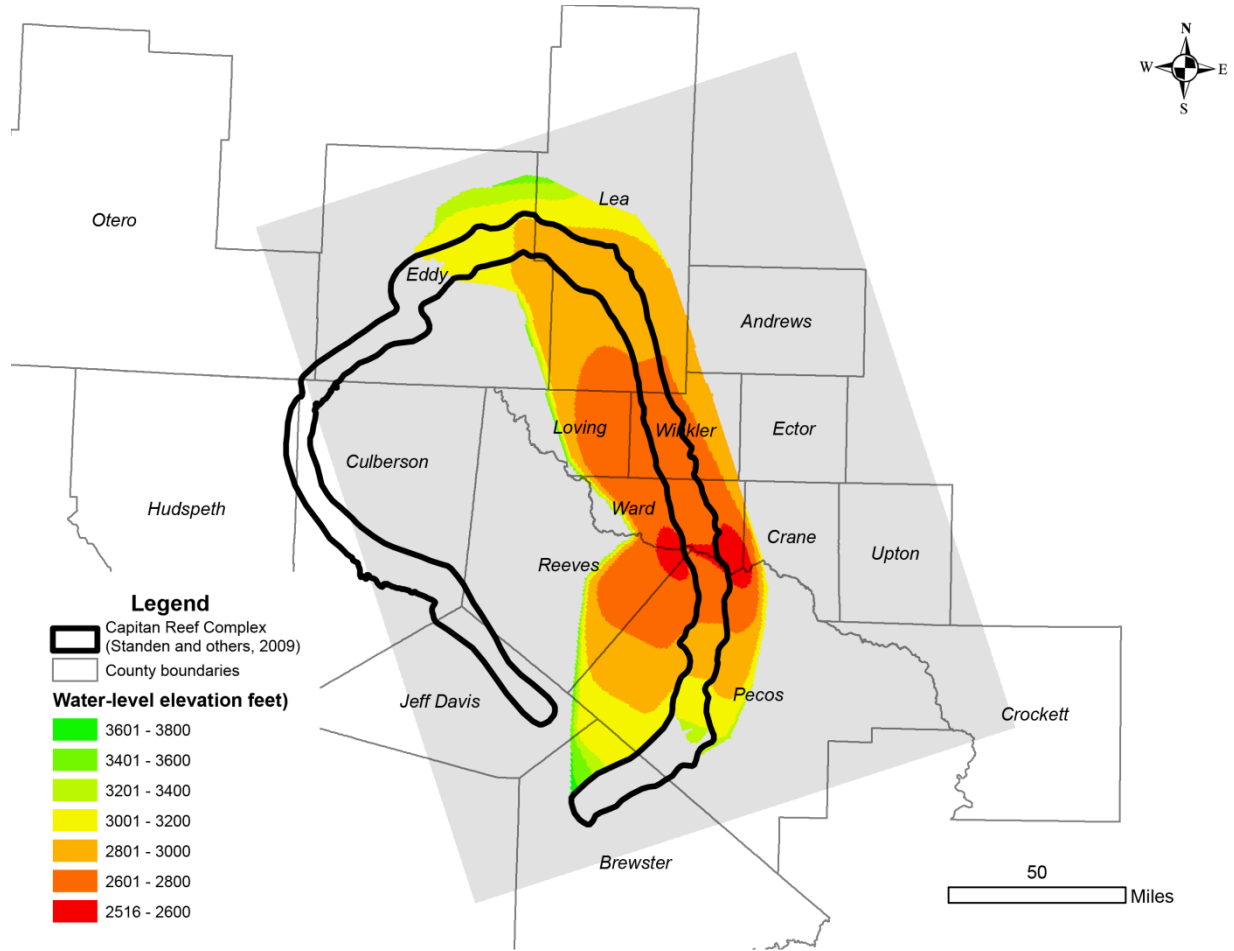 N
W E
S
Lea
Otero
Eddy
Andrews
Loving
Winkler
Ector
Culberson
Hudspeth
Ward
Crane
Upton
Reeves
Legend
Capitan Reef Complex
(Standen and others, 2009)
County boundaries
Water-level elevation feet)
3601 - 3800
3401 - 3600
3201 - 3400
3001 - 3200
2801 - 3000
2601 - 2800
2516 - 2600
Jeff Davis
Pecos
Crockett
Brewster
50
Miles